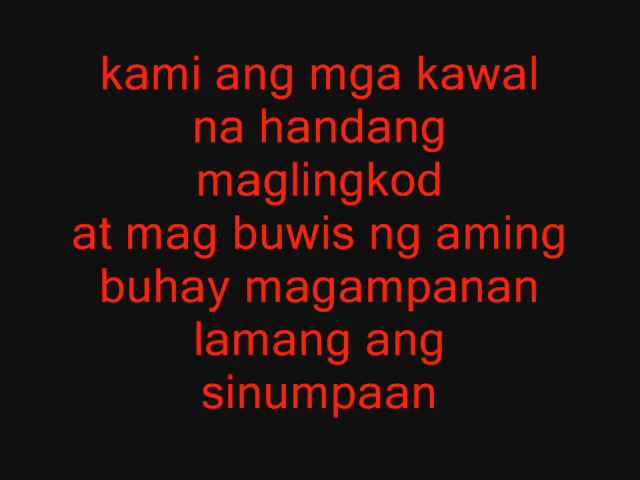 kami ang mga kawal
na handang
maglingkod
at mag buwis ng aming
buhay magampanan
lamang ang
sinumpaan